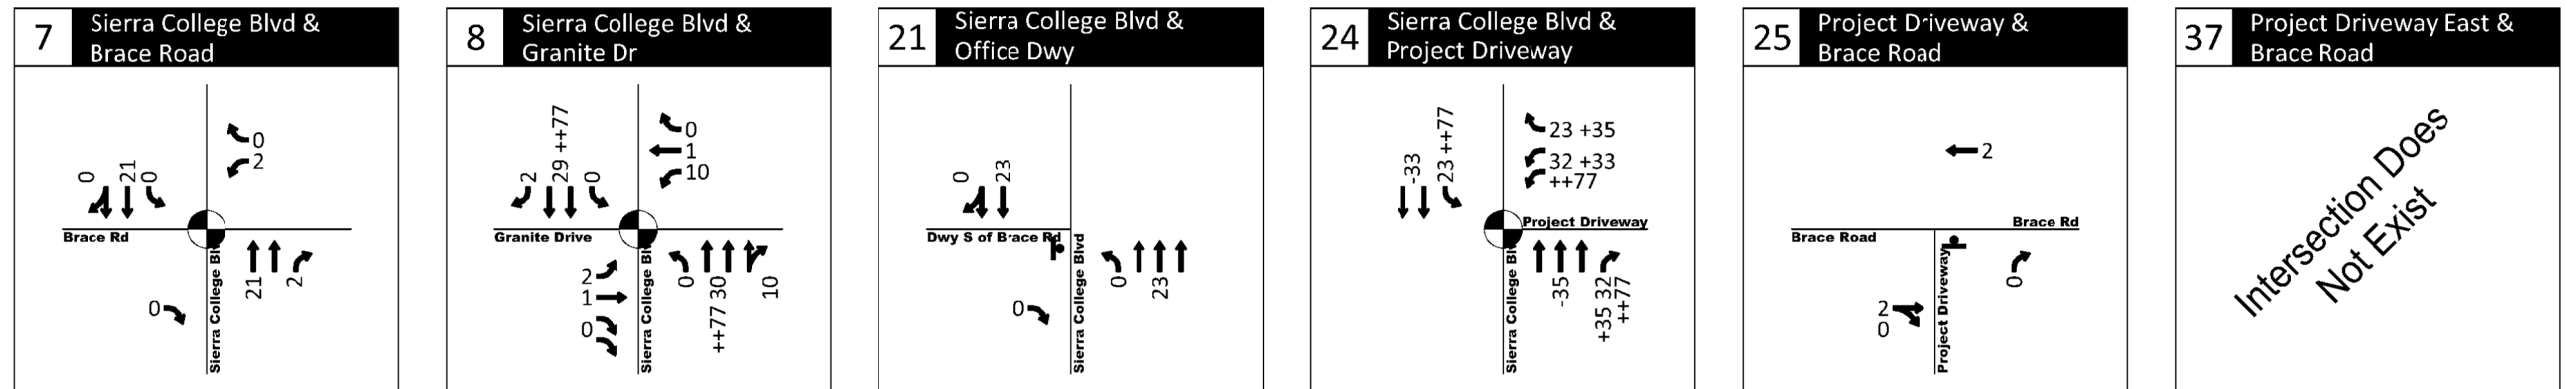 7
Sierra College Blvd &
Brace Road
0
21
0
0
2
Brace Rd
Sierra College Blv
21
2
0
8
Sierra College Blvd &
Granite Dr
2
29 ++77
0
0
1
10
Granite Drive
Sierra College Blv
2
1
0
0
++77 30
10
21
Sierra College Blvd &
Office Dwy
0
23
Dwy S of Brace Rd
Sierra College Blvd
0
23
0
24
Sierra College Blvd &
Project Driveway
-33
23 ++77
23 +35
32 +33
++77
Project Driveway
Sierra College Blv
-35
+35 32
++77
25
Project Driveway &
Brace Road
2
Brace Road
Brace Rd
Project Driveway
2
0
0
37
Project Driveway East &
Brace Road
Intersection Does
Not Exist